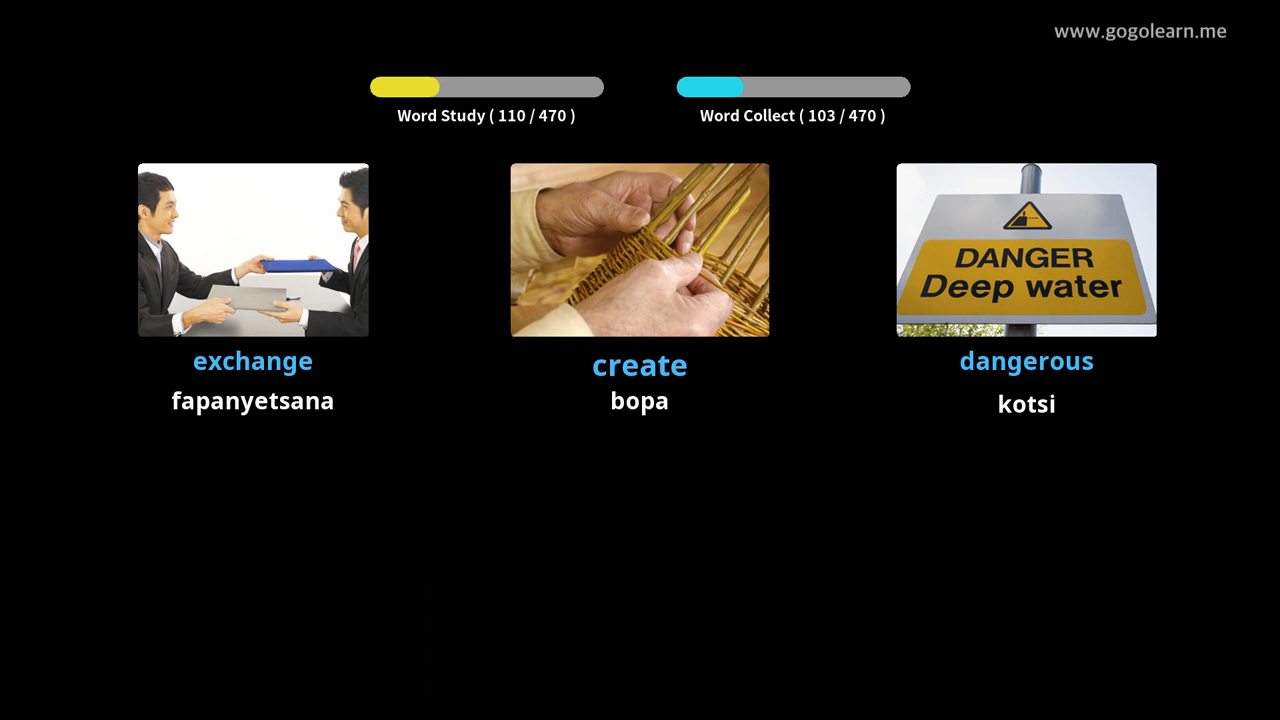 www.gogolearn.me
Word Study ( 110 / 470 )
Word Collect ( 103 / 470 )
DANGER
Deep water
exchange
create
dangerous
fapanyetsana
bopa
kotsi